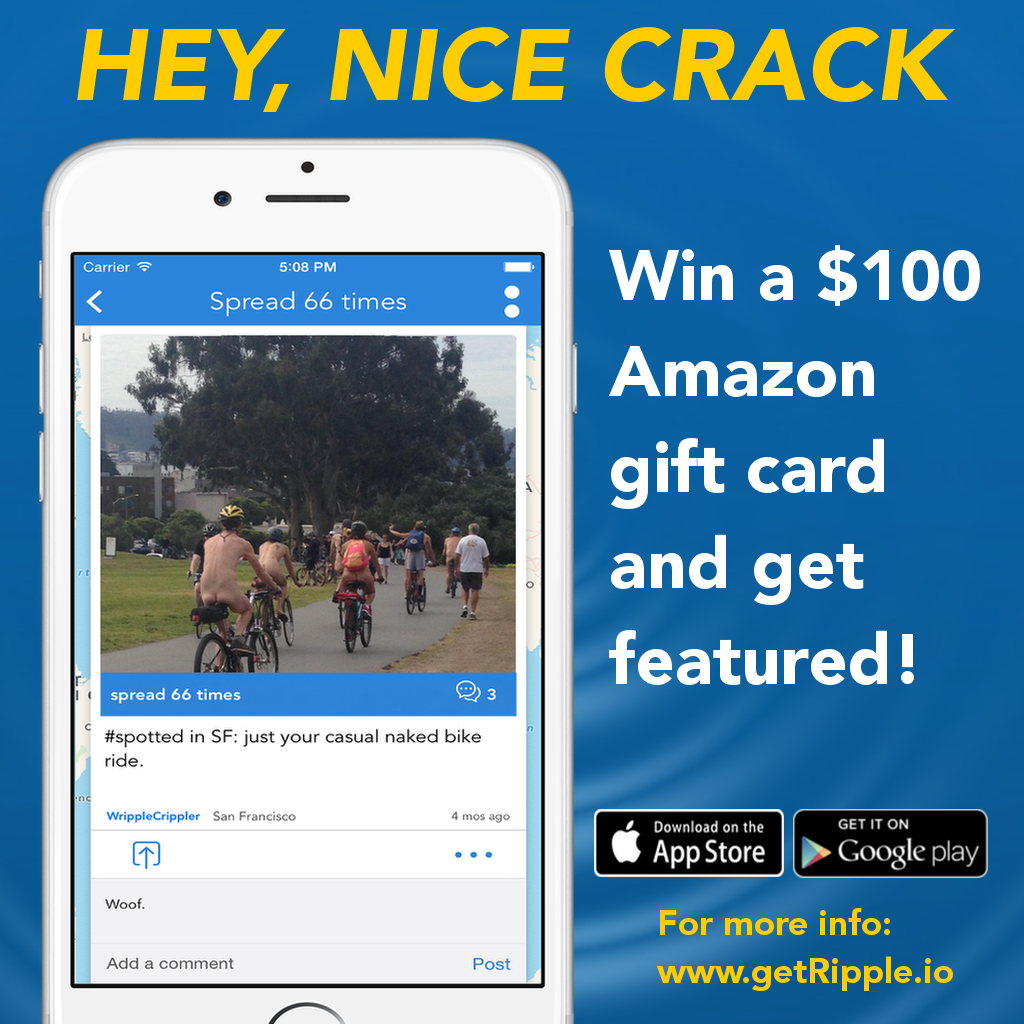 HEY, NICE CRACK
Carrier
5:08 PM
Spread 66 times
spread 66 times
3
#spotted in SF: just your casual naked bike
ride.
WrippleCrippler San Francisco
4 mos ago
Woof.
Add a comment
Post
Win a $100
Amazon
gift card
and get
featured!
Download on the
App Store
GET IT ON
Google play
For more info:
www.getRipple.io